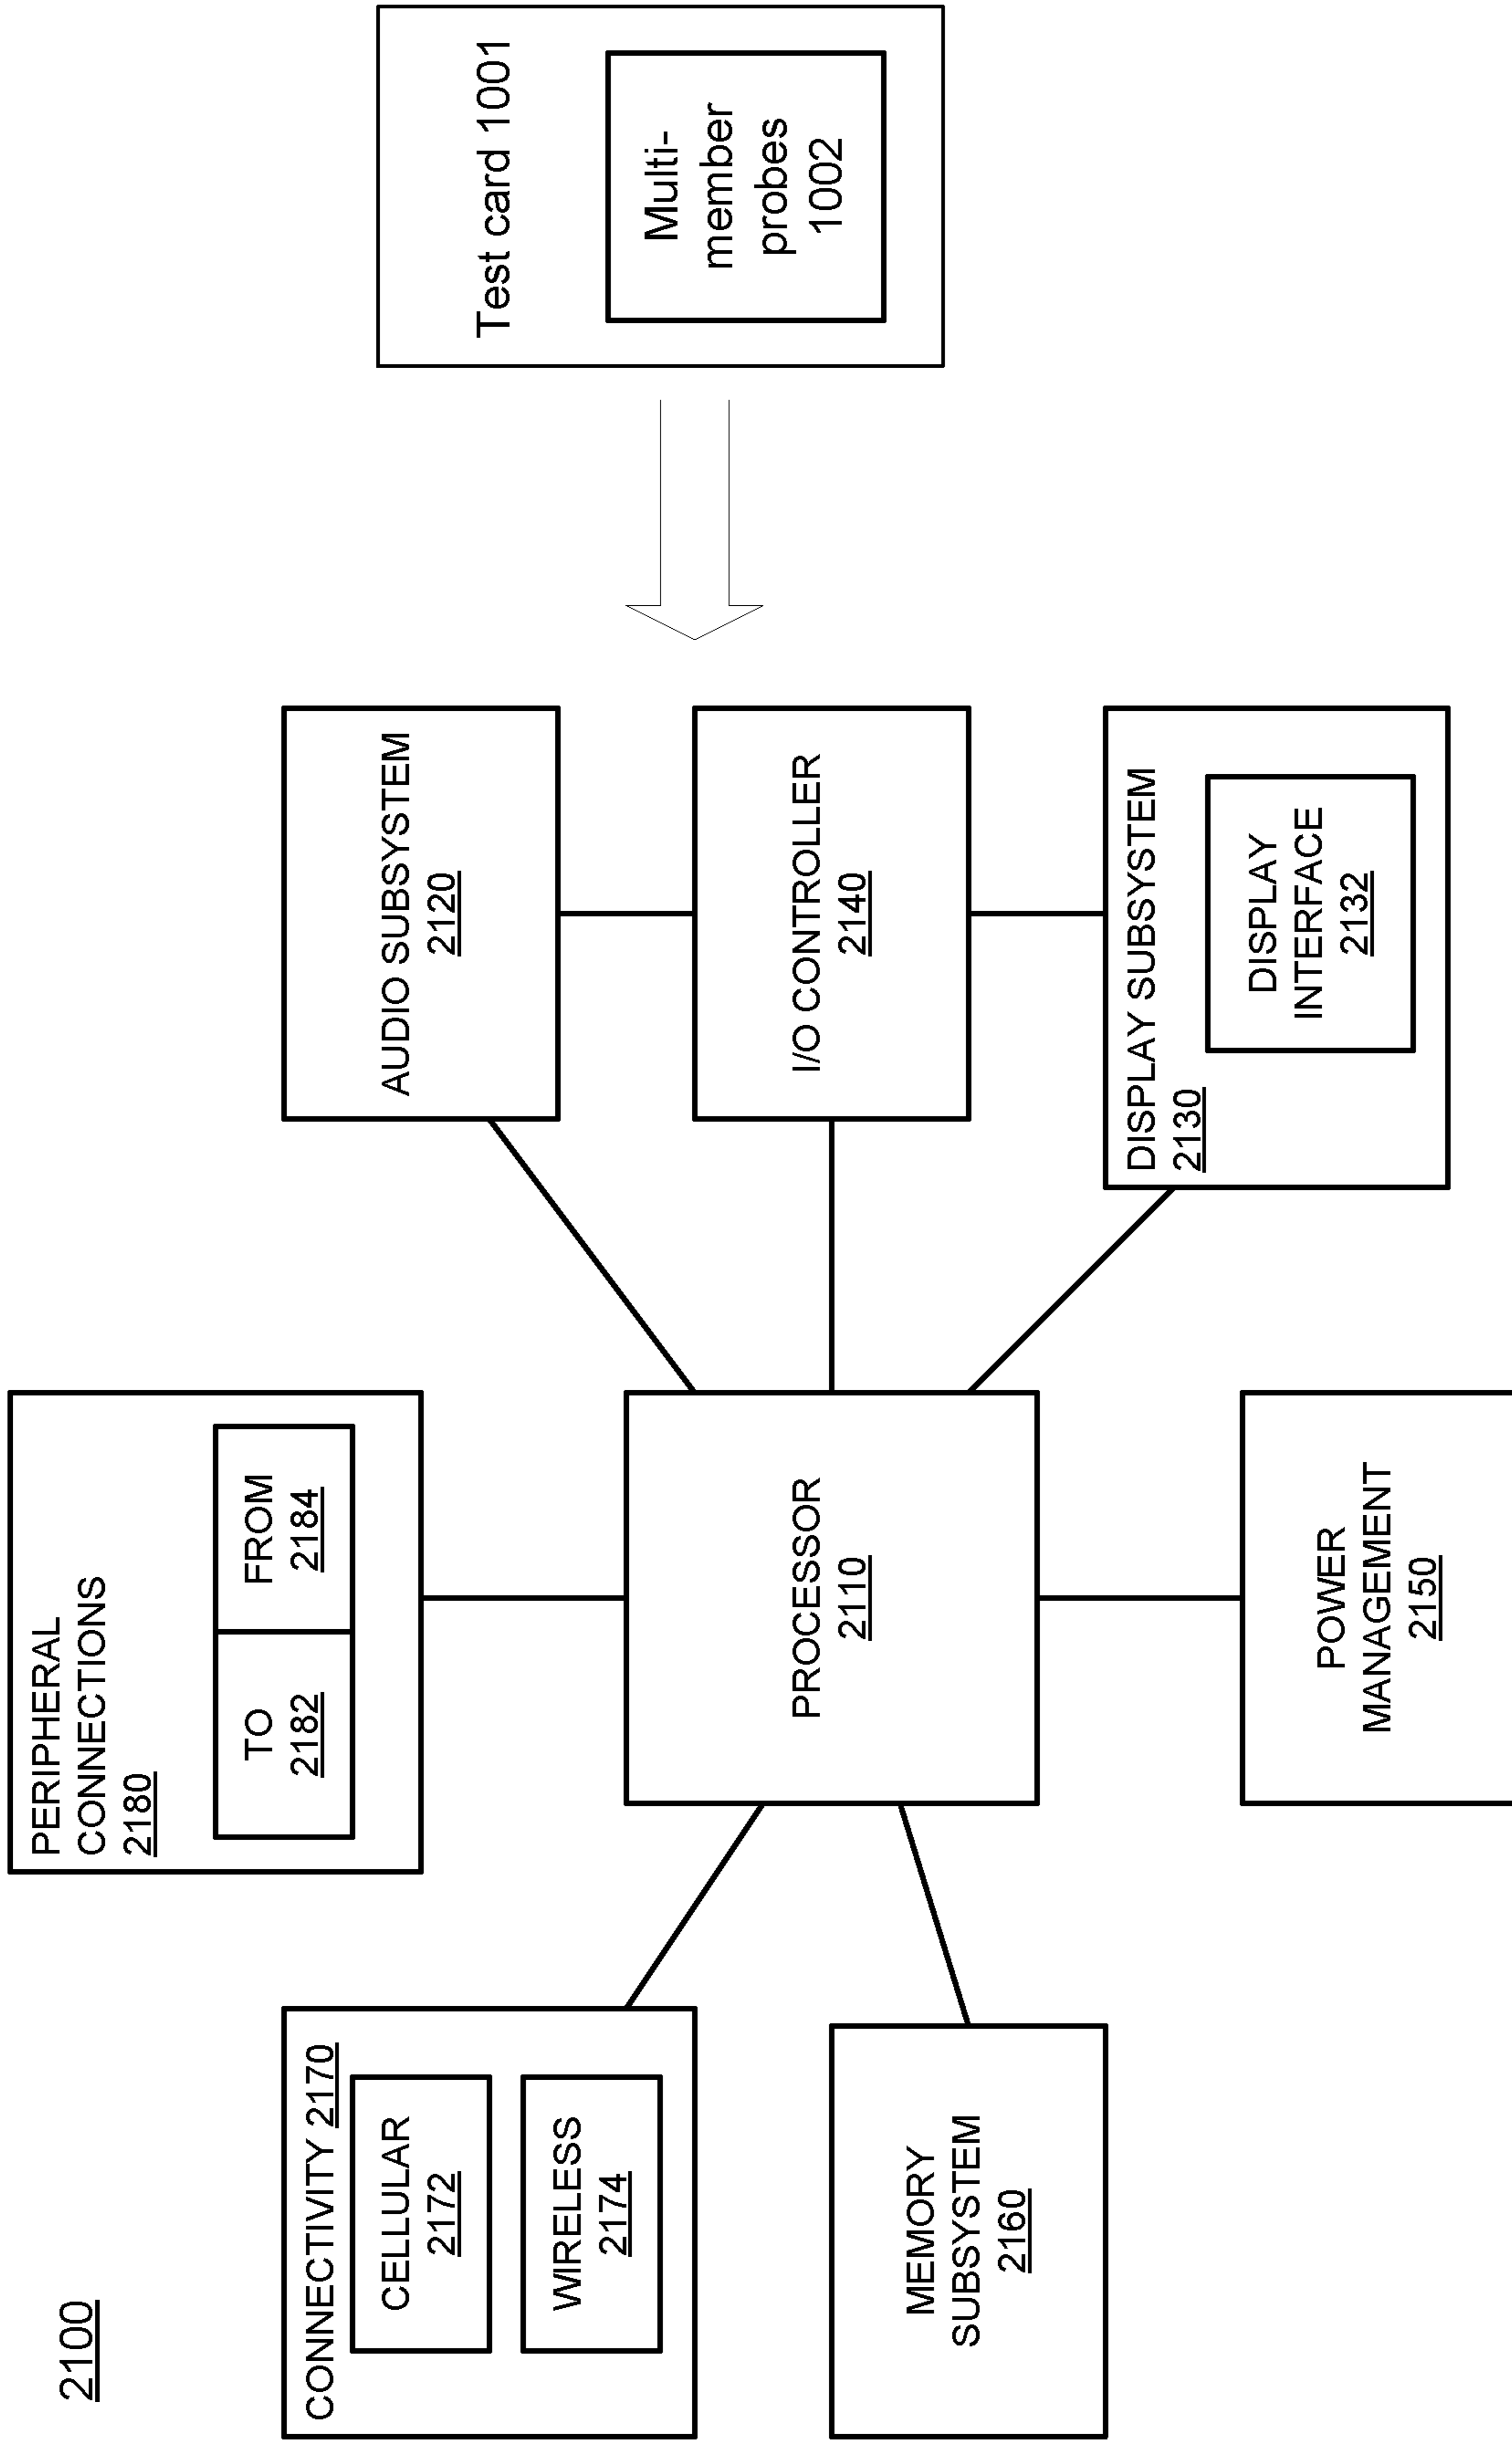 2100
PERIPHERAL
CONNECTIONS
2180
TO
2182
FROM
2184
CONNECTIVITY 2170
CELLULAR
2172
WIRELESS
2174
AUDIO SUBSYSTEM
2120
Test card 1001
Multi-
member
probes
1002
PROCESSOR
2110
I/O CONTROLLER
2140
MEMORY
SUBSYSTEM
2160
DISPLAY SUBSYSTEM
2130
DISPLAY
INTERFACE
2132
POWER
MANAGEMENT
2150